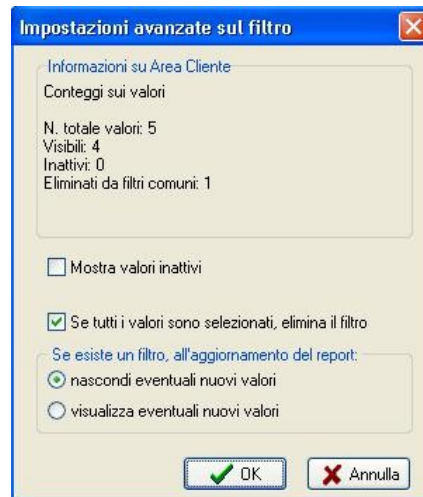 Impostazioni avanzate sul filtro
Informazioni su Area Cliente
Conteggi sui valori
N. totale valori: 5
Visibili: 4
Inattivi: 0
Eliminati da filtri comuni: 1
Mostra valori inattivi
Se tutti i valori sono selezionati, elimina il filtro
Se esiste un filtro, all'aggiornamento del report:
nascondi eventuali nuovi valori
visualizza eventuali nuovi valori
OK
Annulla